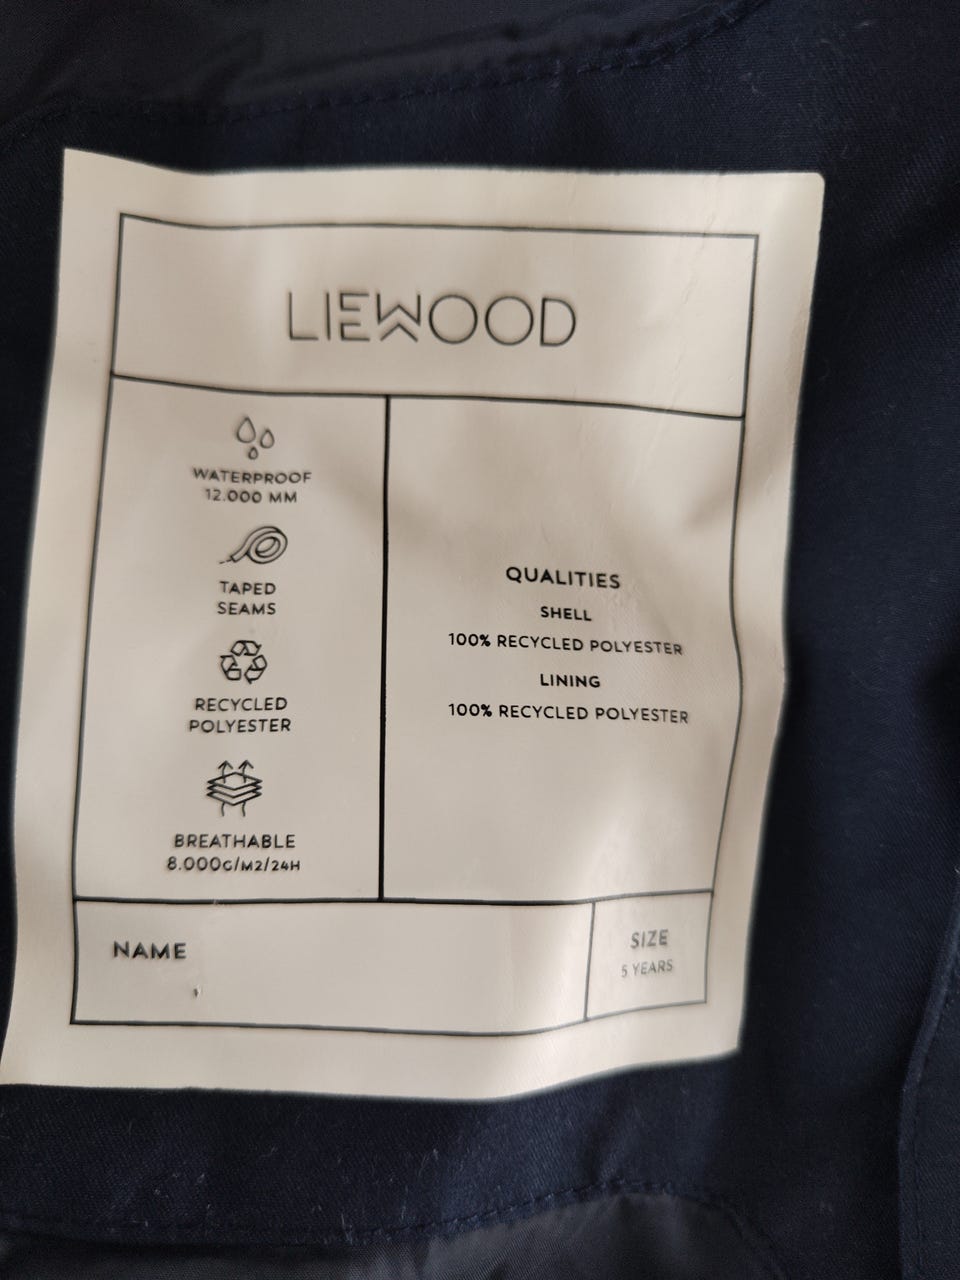 LIEWOOD
WATERPROOF
12.000 MM
TAPED
SEAMS
RECYCLED
POLYESTER
BREATHABLE
8.000G/M2/24H
QUALITIES
SHELL
100% RECYCLED POLYESTER
LINING
100% RECYCLED POLYESTER
NAME
SIZE
5 YEARS